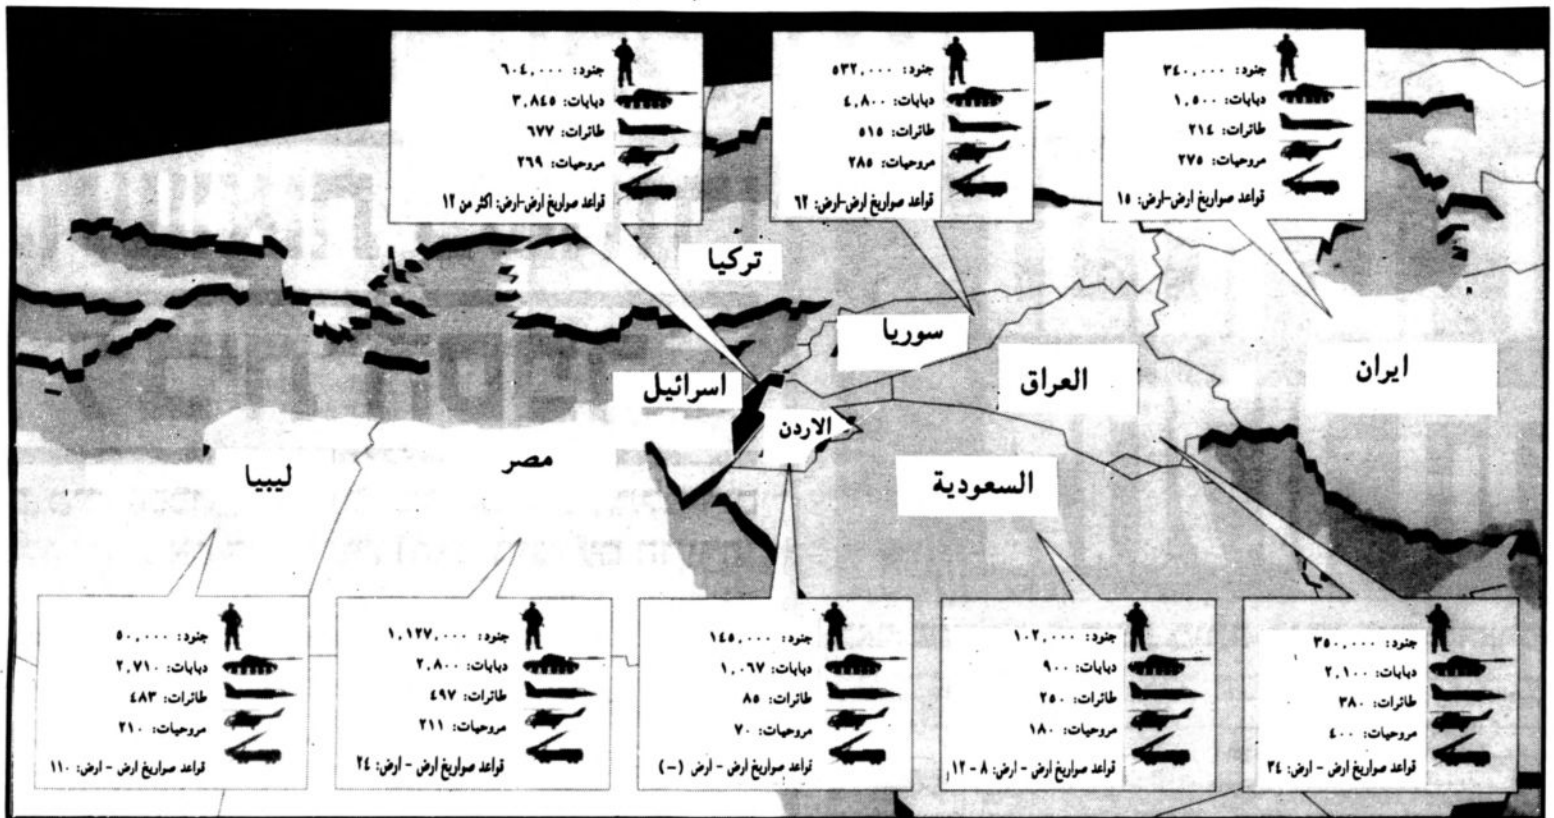 جنود: ٦٠٤,٠٠٠
دبابات: ٣,٨٤٥
طائرات: ٦٧٧
مروحيات: ٢٦٩
قواعد صواريخ ارض-ارض: اكثر من ١٢
جنود: ٥٣٢,٠٠٠
دبابات: ٤,٨٠٠
طائرات: ٥١٥
مروحيات: ٢٨٥
قواعد صواريخ ارض-ارض: ٦٢
جنود: ٣٤٠,٠٠٠
دبابات: ١,٥٠٠
طائرات: ٢١٤
مروحيات: ٢٧٥
قواعد صواريخ ارض-ارض: ١٥
تركيا
سوريا
العراق
ايران
اسرائيل
الاردن
السعودية
مصر
ليبيا
جنود: ٣٥٠,٠٠٠
دبابات: ٢,١٠٠
طائرات: ٣٨٠
مروحيات: ٤٠٠
قواعد صواريخ ارض - ارض: ٣٤
جنود: ١٠٢,٠٠٠
دبابات: ٩٠٠
طائرات: ٢٥٠
مروحيات: ١٨٠
قواعد صواريخ ارض - ارض: ٨ - ١٢
جنود: ١٤٥,٠٠٠
دبابات: ١,٠٦٧
طائرات: ٨٥
مروحيات: ٧٠
قواعد صواريخ ارض - ارض (-)
جنود: ١,١٢٧,٠٠٠
دبابات: ٢,٨٠٠
طائرات: ٤٩٧
مروحيات: ٢١١
قواعد صواريخ ارض - ارض: ٢٤
جنود: ٥٠,٠٠٠
دبابات: ٢,٧١٠
طائرات: ٤٨٣
مروحيات: ٢١٠
قواعد صواريخ ارض - ارض: ١١٠